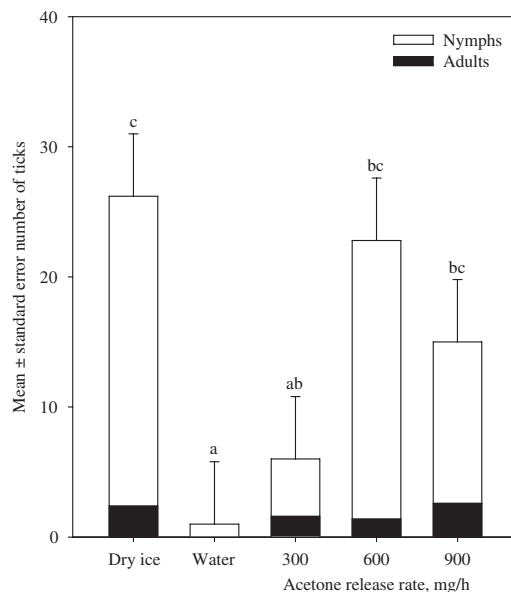 40
30
20
10
0
Mean ± standard error number of ticks
Nymphs
Adults
c
a
ab
bc
bc
Dry ice Water 300 600 900
Acetone release rate, mg/h